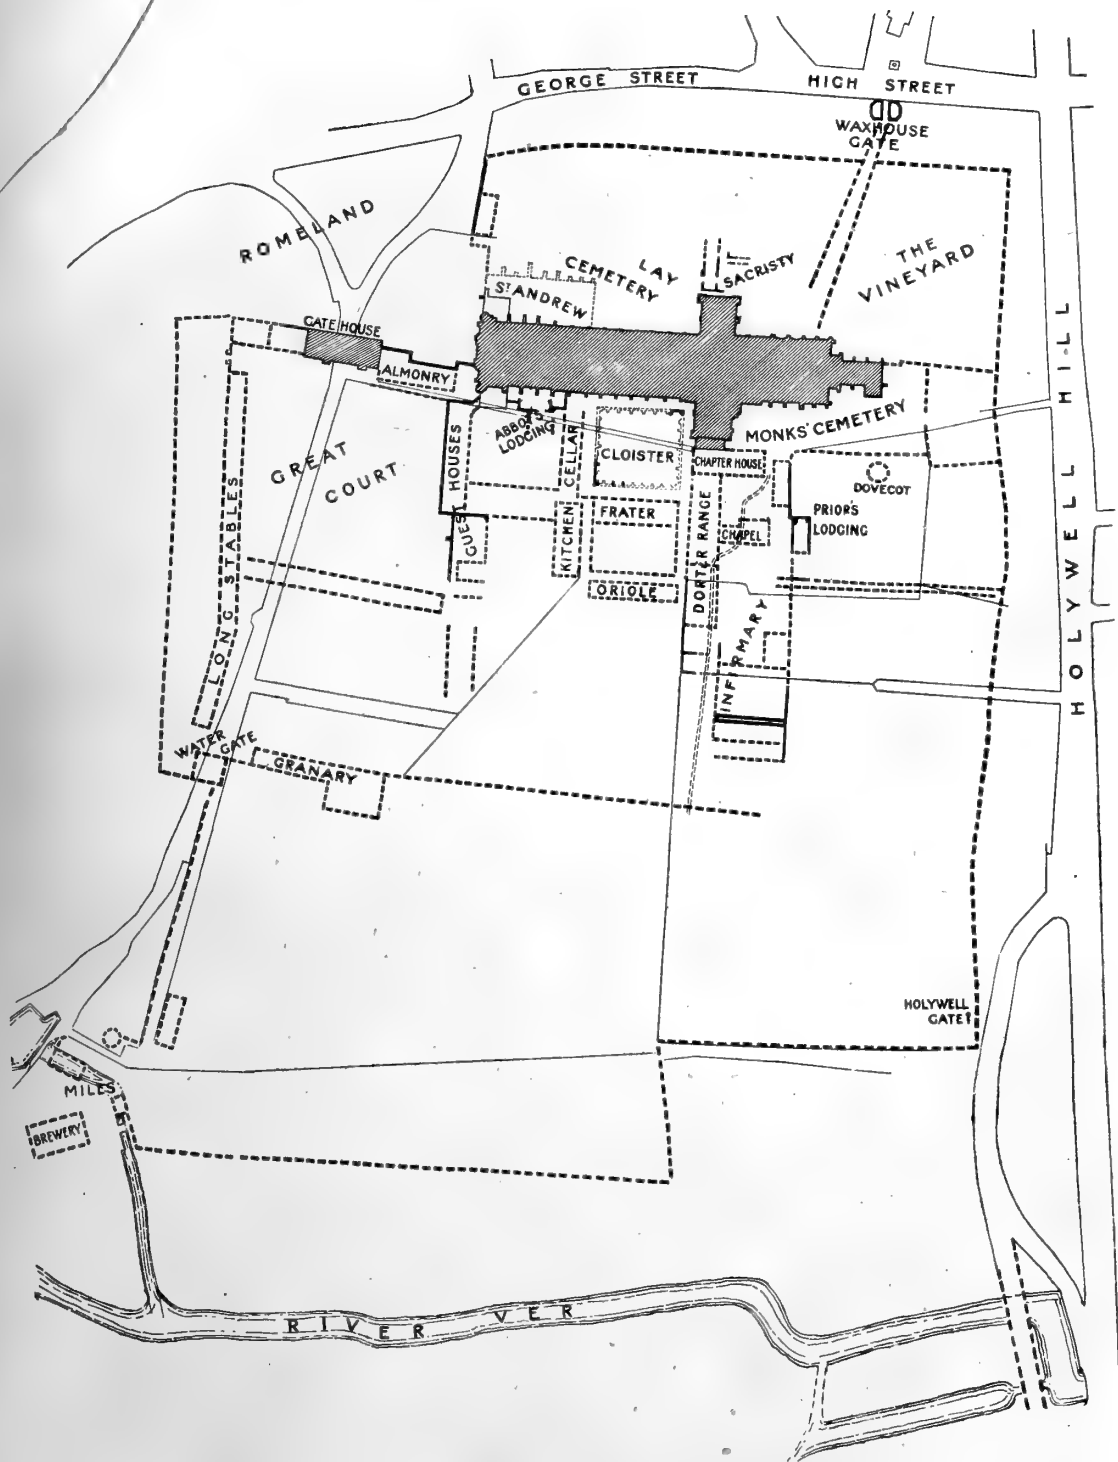 GEORGE STREET
HIGH STREET
WAXHOUSE
GATE
ROMELAND
THE
VINEYARD
LAY
CEMETERY
SACRISTY
ST ANDREW
GATE HOUSE
ALMONRY
ABBOT'S
LODGING
CELLAR
CLOISTER
MONKS' CEMETERY
CHAPTER HOUSE
DOVECOT
GREAT
COURT
GUEST HOUSES
KITCHEN
FRATER
DORTER RANGE
CHAPEL
PRIORS
LODGING
ORIOLE
LONG STABLES
INFIRMARY
HOLYWELL HILL
WATER
GATE
GRANARY
HOLYWELL
GATE?
MILES
BREWERY
RIVER VER